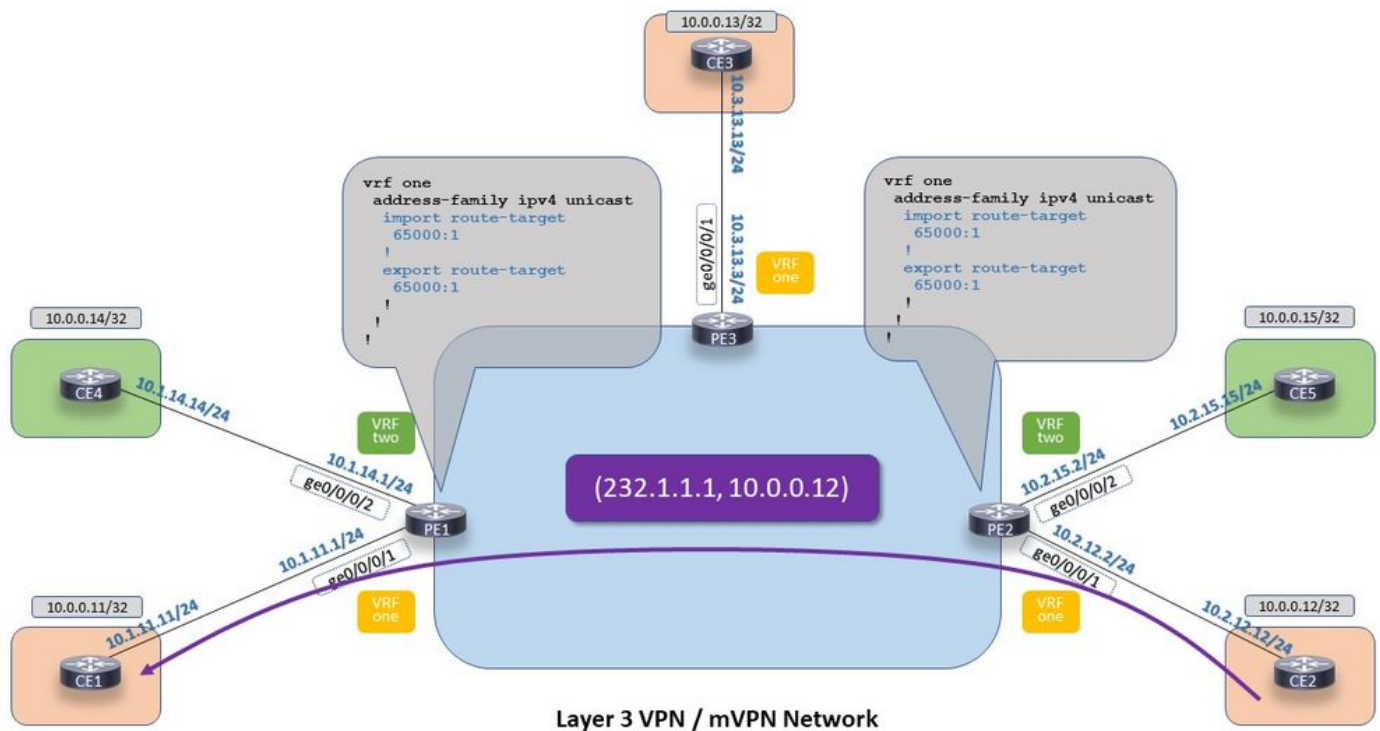 10.0.0.13/32
CE3
10.3.13.13/24
vrf one
address-family ipv4 unicast
import route-target
65000:1
!
export route-target
65000:1
!
!
!
vrf one
address-family ipv4 unicast
import route-target
65000:1
!
export route-target
65000:1
!
!
!
ge0/0/0/1
10.3.13.3/24
VRF
one
PE3
10.0.0.14/32
CE4
10.1.14.14/24
VRF
two
10.1.14.1/24
ge0/0/0/2
10.0.0.15/32
CE5
10.2.15.15/24
VRF
two
10.2.15.2/24
ge0/0/0/2
(232.1.1.1, 10.0.0.12)
PE1
PE2
10.1.11.1/24
ge0/0/0/1
10.2.12.2/24
ge0/0/0/1
VRF
one
VRF
one
10.0.0.11/32
10.1.11.11/24
CE1
10.0.0.12/32
10.2.12.12/24
CE2
Layer 3 VPN / mVPN Network